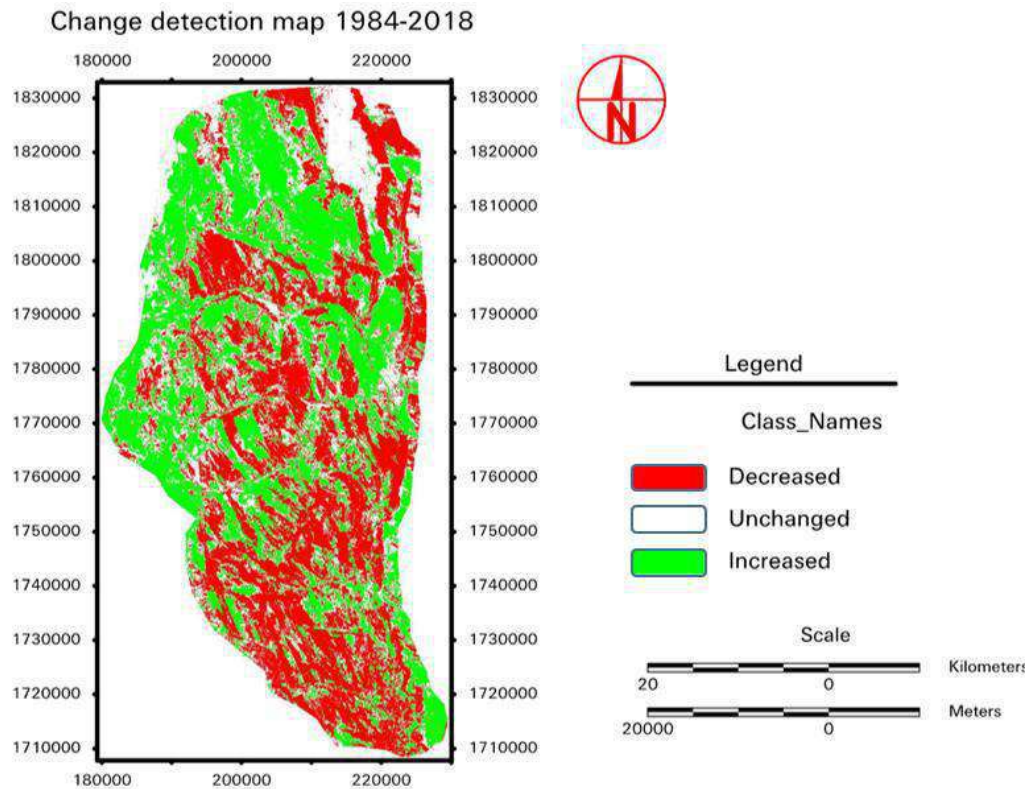 Change detection map 1984-2018
180000 200000 220000
1830000 1830000
1820000 1820000
1810000 1810000
1800000 1800000
1790000 1790000
1780000 1780000
1770000 1770000
1760000 1760000
1750000 1750000
1740000 1740000
1730000 1730000
1720000 1720000
1710000 1710000
180000 200000 220000
N
Legend
Class_Names
Decreased
Unchanged
Increased
Scale
Kilometers
20 0
Meters
20000 0